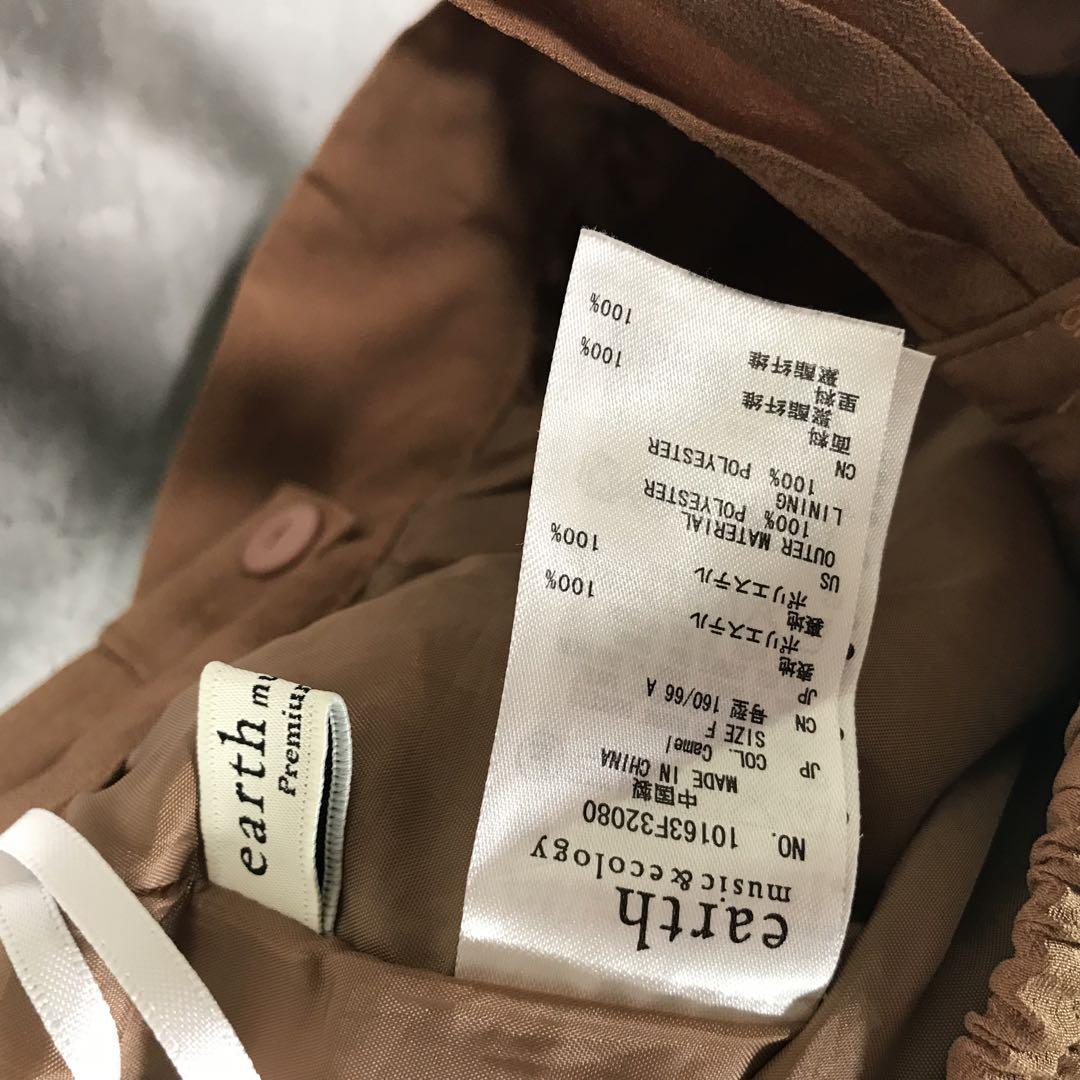 earth
music & ecology
NO. 10163F32080
中国製
MADE IN CHINA
JP COL. Camel
SIZE F
CN 号型 160/66 A
JP
表地
ポリエステル 100%
裏地
ポリエステル 100%
US
OUTER MATERIAL
100% POLYESTER
LINING
100% POLYESTER
CN
面料
聚酯纤维 100%
里料
聚酯纤维 100%
earth mu
Premiu